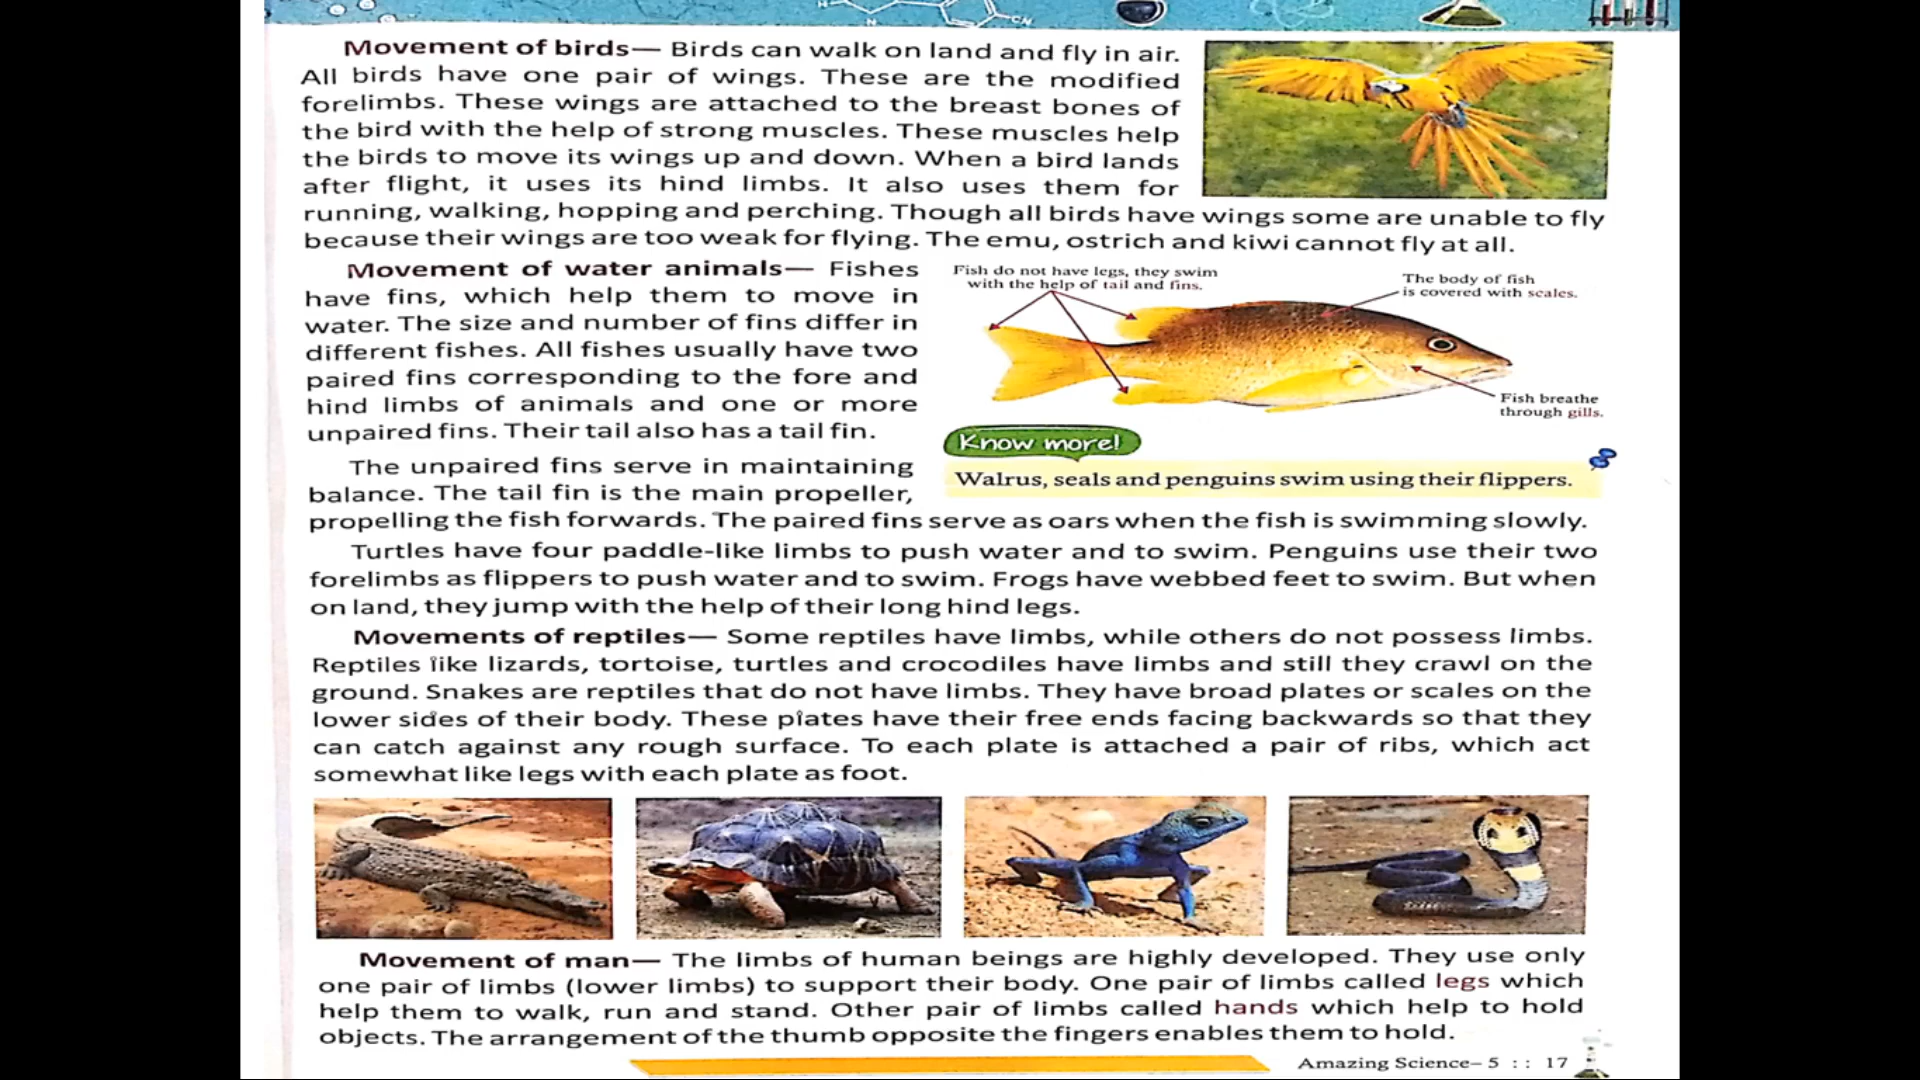 Movement of birds— Birds can walk on land and fly in air.
All birds have one pair of wings. These are the modified
forelimbs. These wings are attached to the breast bones of
the bird with the help of strong muscles. These muscles help
the birds to move its wings up and down. When a bird lands
after flight, it uses its hind limbs. It also uses them for
running, walking, hopping and perching. Though all birds have wings some are unable to fly
because their wings are too weak for flying. The emu, ostrich and kiwi cannot fly at all.
Movement of water animals— Fishes
have fins, which help them to move in
water. The size and number of fins differ in
different fishes. All fishes usually have two
paired fins corresponding to the fore and
hind limbs of animals and one or more
unpaired fins. Their tail also has a tail fin.
Fish do not have legs, they swim
with the help of tail and fins.
The body of fish
is covered with scales.
Fish breathe
through gills.
Know more!
Walrus, seals and penguins swim using their flippers.
The unpaired fins serve in maintaining
balance. The tail fin is the main propeller,
propelling the fish forwards. The paired fins serve as oars when the fish is swimming slowly.
Turtles have four paddle-like limbs to push water and to swim. Penguins use their two
forelimbs as flippers to push water and to swim. Frogs have webbed feet to swim. But when
on land, they jump with the help of their long hind legs.
Movements of reptiles— Some reptiles have limbs, while others do not possess limbs.
Reptiles like lizards, tortoise, turtles and crocodiles have limbs and still they crawl on the
ground. Snakes are reptiles that do not have limbs. They have broad plates or scales on the
lower sides of their body. These plates have their free ends facing backwards so that they
can catch against any rough surface. To each plate is attached a pair of ribs, which act
somewhat like legs with each plate as foot.
Movement of man— The limbs of human beings are highly developed. They use only
one pair of limbs (lower limbs) to support their body. One pair of limbs called legs which
help them to walk, run and stand. Other pair of limbs called hands which help to hold
objects. The arrangement of the thumb opposite the fingers enables them to hold.
Amazing Science– 5 :: 17